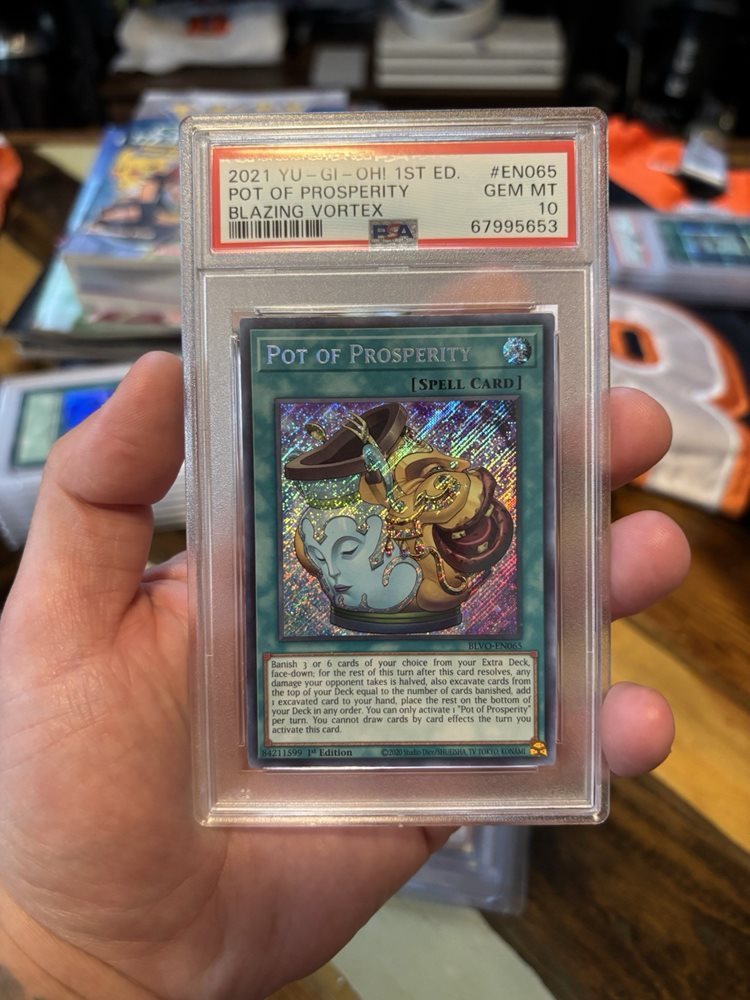 2021 YU-GI-OH! 1ST ED. #EN065
POT OF PROSPERITY GEM MT
BLAZING VORTEX 10
PSA 67995653
POT OF PROSPERITY
[SPELL CARD]
BLVO-EN065
Banish 3 or 6 cards of your choice from your Extra Deck,
face-down; for the rest of this turn after this card resolves, any
damage your opponent takes is halved, also excavate cards from
the top of your Deck equal to the number of cards banished, add
1 excavated card to your hand, place the rest on the bottom of
your Deck in any order. You can only activate 1 "Pot of Prosperity"
per turn. You cannot draw cards by card effects the turn you
activate this card.
84211599 1st Edition ©2020 Studio Dice/SHUEISHA, TV TOKYO, KONAMI